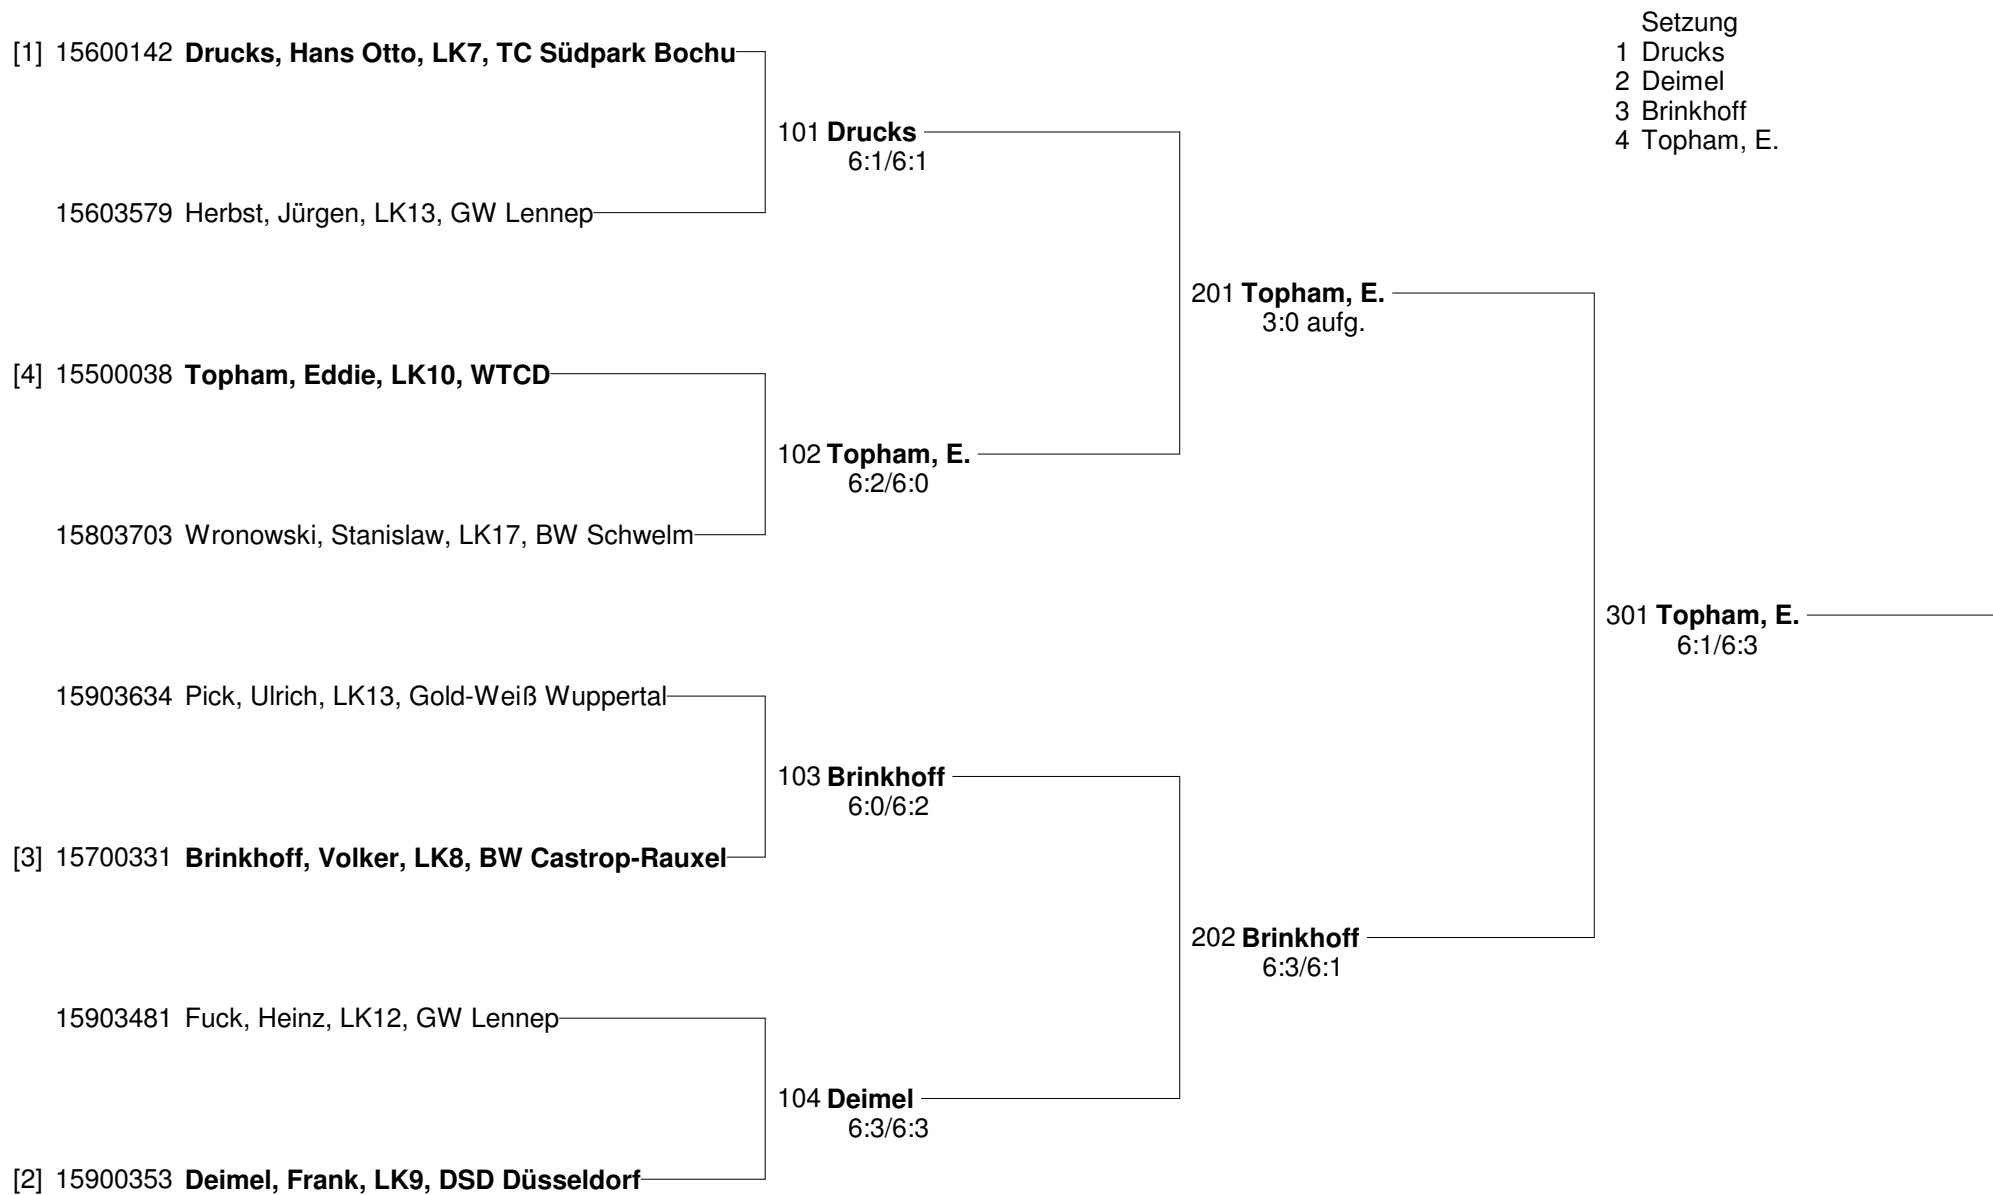 Setzung
1 Drucks
2 Deimel
3 Brinkhoff
4 Topham, E.
[1] 15600142 Drucks, Hans Otto, LK7, TC Südpark Bochu
101 Drucks
6:1/6:1
15603579 Herbst, Jürgen, LK13, GW Lennep
201 Topham, E.
3:0 aufg.
[4] 15500038 Topham, Eddie, LK10, WTCD
102 Topham, E.
6:2/6:0
15803703 Wronowski, Stanislaw, LK17, BW Schwelm
301 Topham, E.
6:1/6:3
15903634 Pick, Ulrich, LK13, Gold-Weiß Wuppertal
103 Brinkhoff
6:0/6:2
[3] 15700331 Brinkhoff, Volker, LK8, BW Castrop-Rauxel
202 Brinkhoff
6:3/6:1
15903481 Fuck, Heinz, LK12, GW Lennep
104 Deimel
6:3/6:3
[2] 15900353 Deimel, Frank, LK9, DSD Düsseldorf